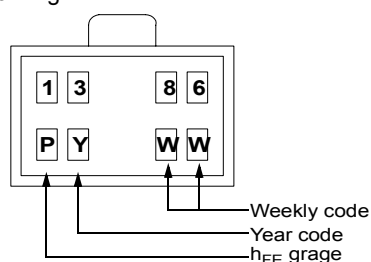 1 3 8 6
P Y W W
Weekly code
Year code
hFE grage